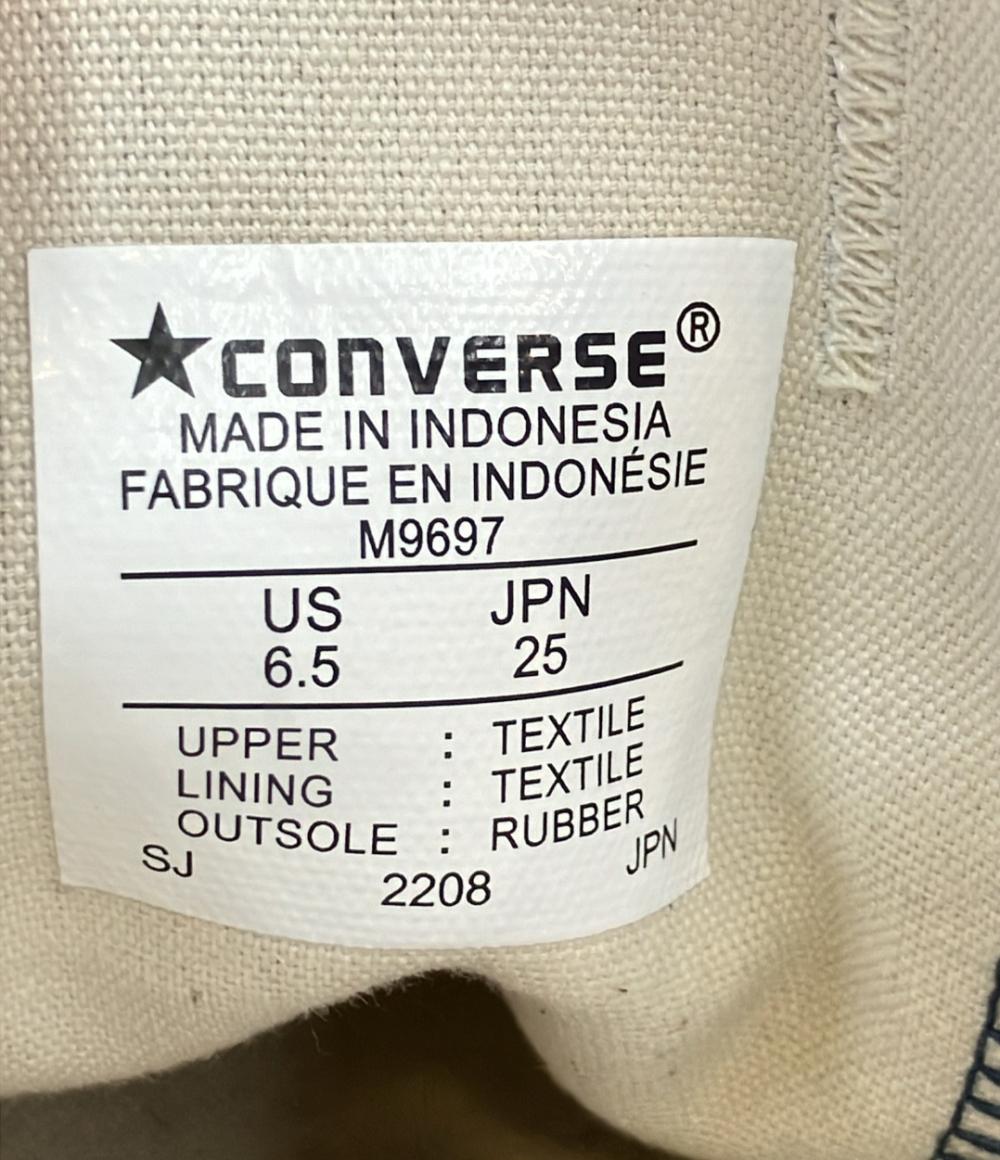 ★CONVERSE®
MADE IN INDONESIA
FABRIQUE EN INDONÉSIE
M9697
US JPN
6.5 25
UPPER : TEXTILE
LINING : TEXTILE
OUTSOLE : RUBBER
SJ 2208 JPN